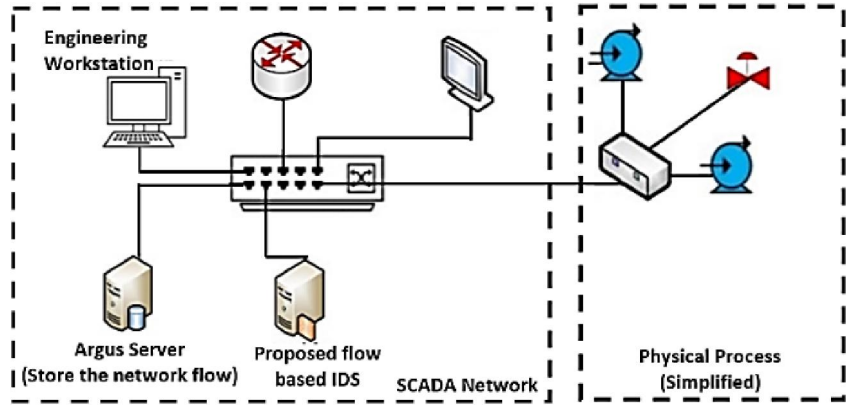 Engineering
Workstation
Argus Server
(Store the network flow)
Proposed flow
based IDS
SCADA Network
Physical Process
(Simplified)